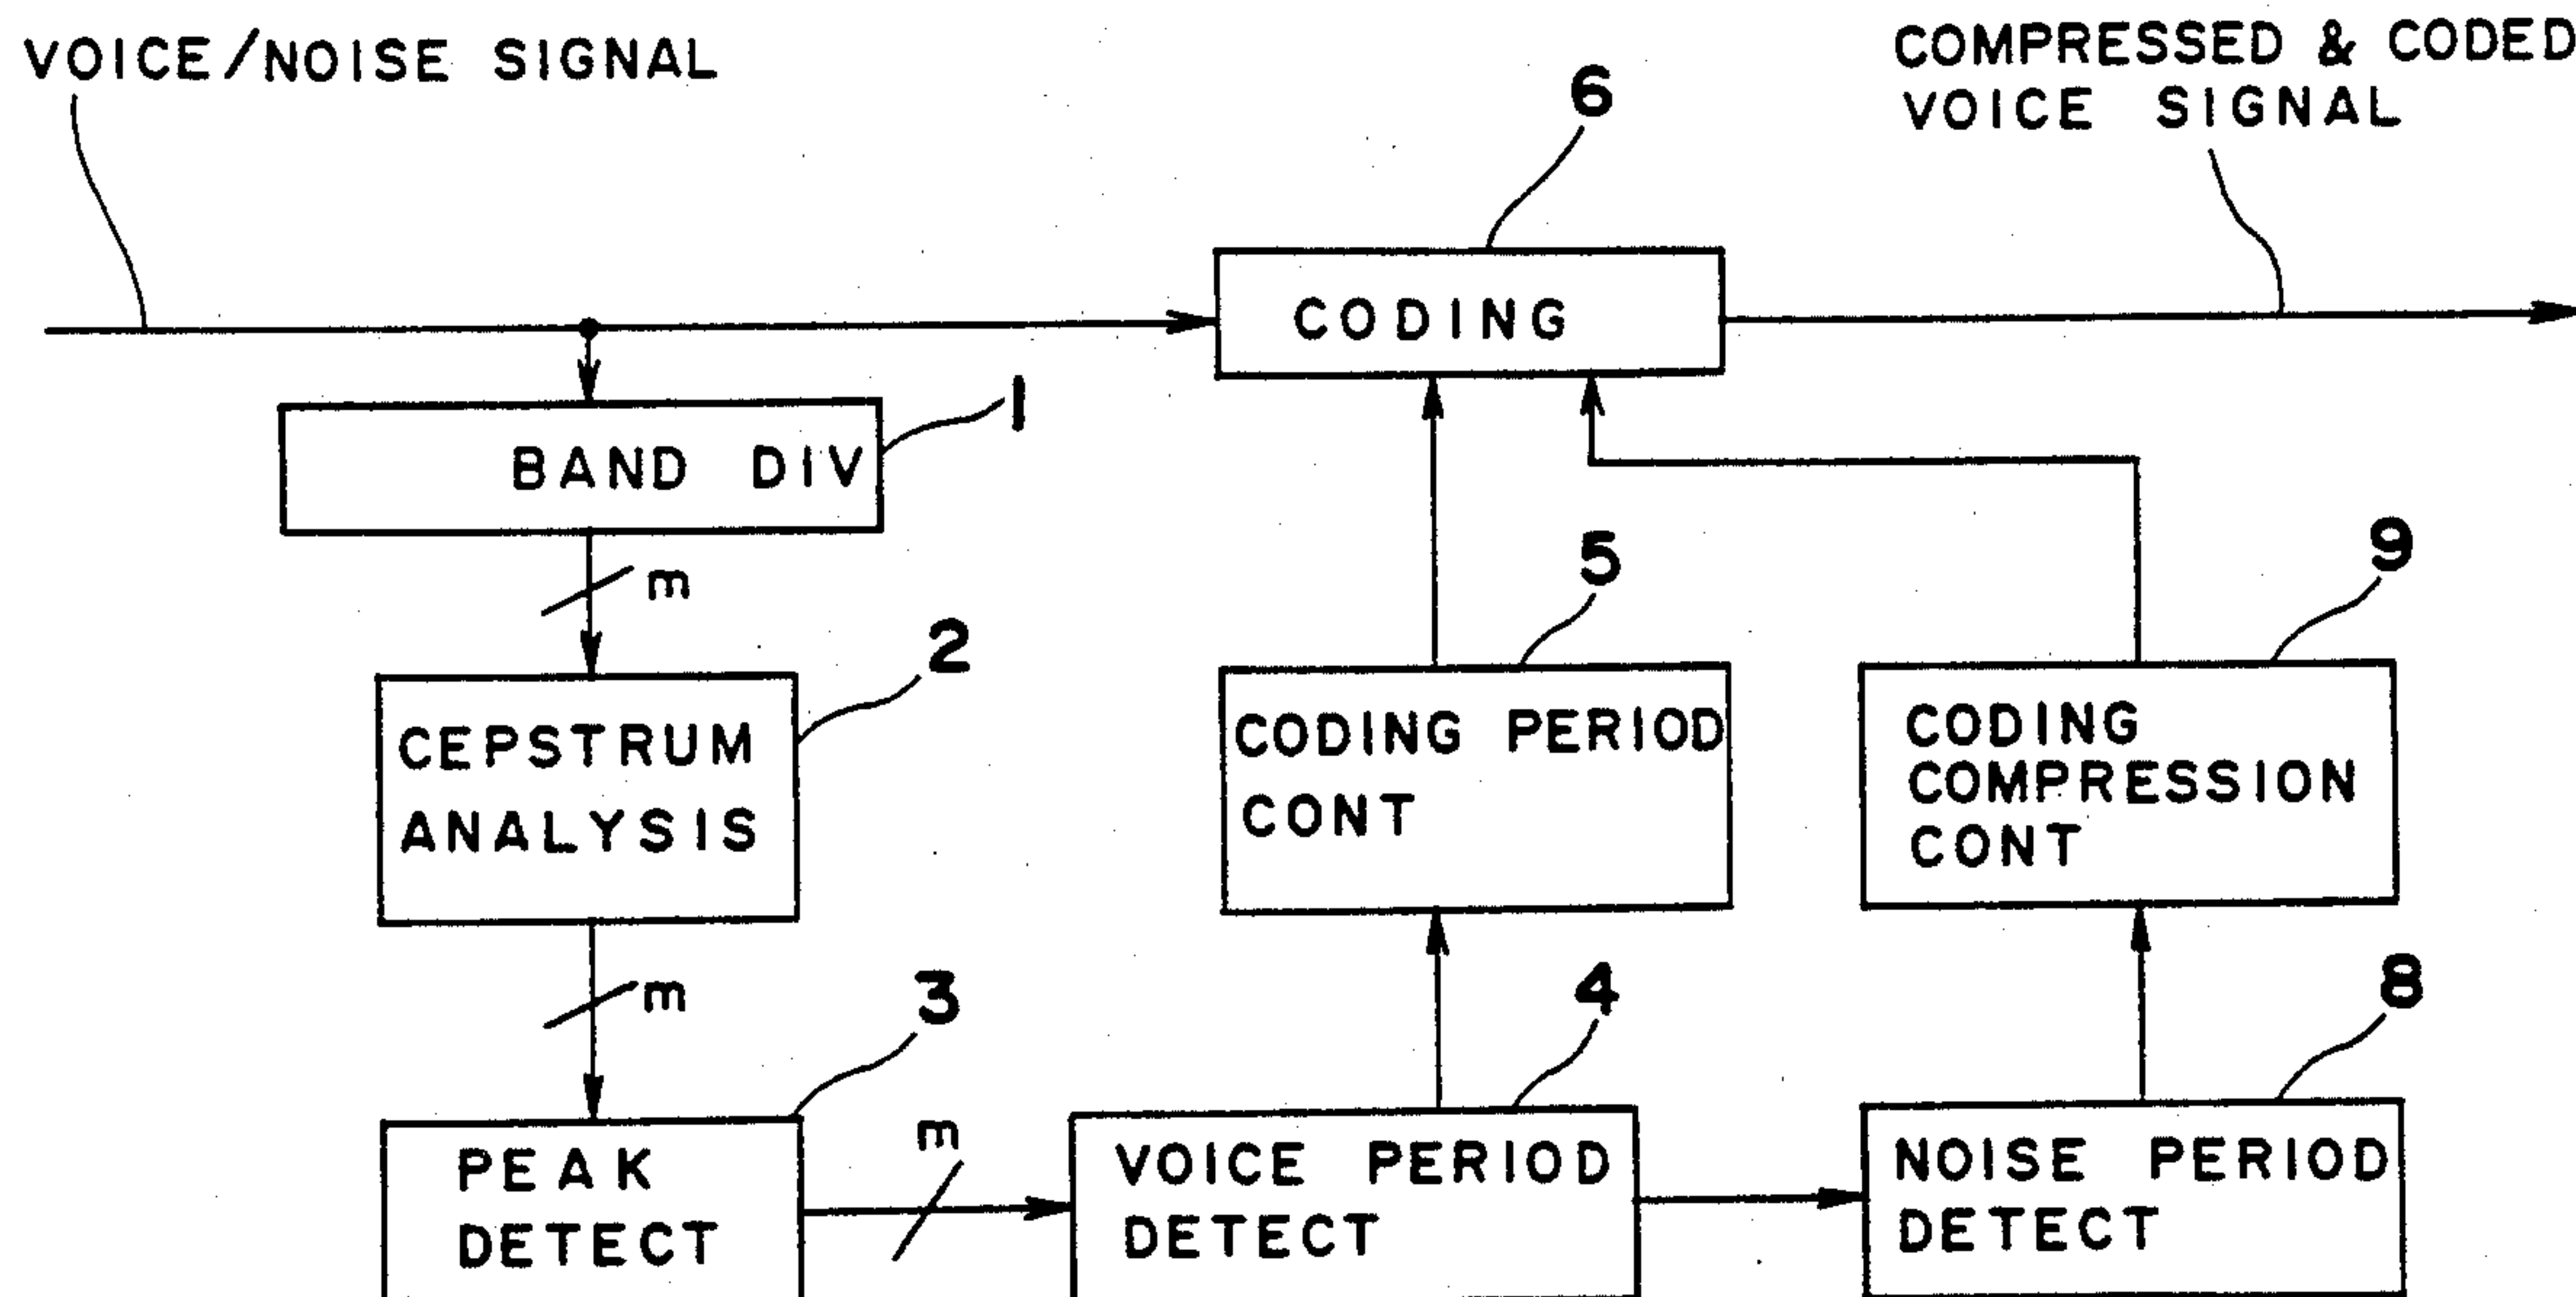 VOICE/NOISE SIGNAL
COMPRESSED & CODED
VOICE SIGNAL
6
CODING
1
BAND DIV
m
2
5
9
CEPSTRUM
ANALYSIS
CODING PERIOD
CONT
CODING
COMPRESSION
CONT
m
3
4
8
m
PEAK
DETECT
VOICE PERIOD
DETECT
NOISE PERIOD
DETECT